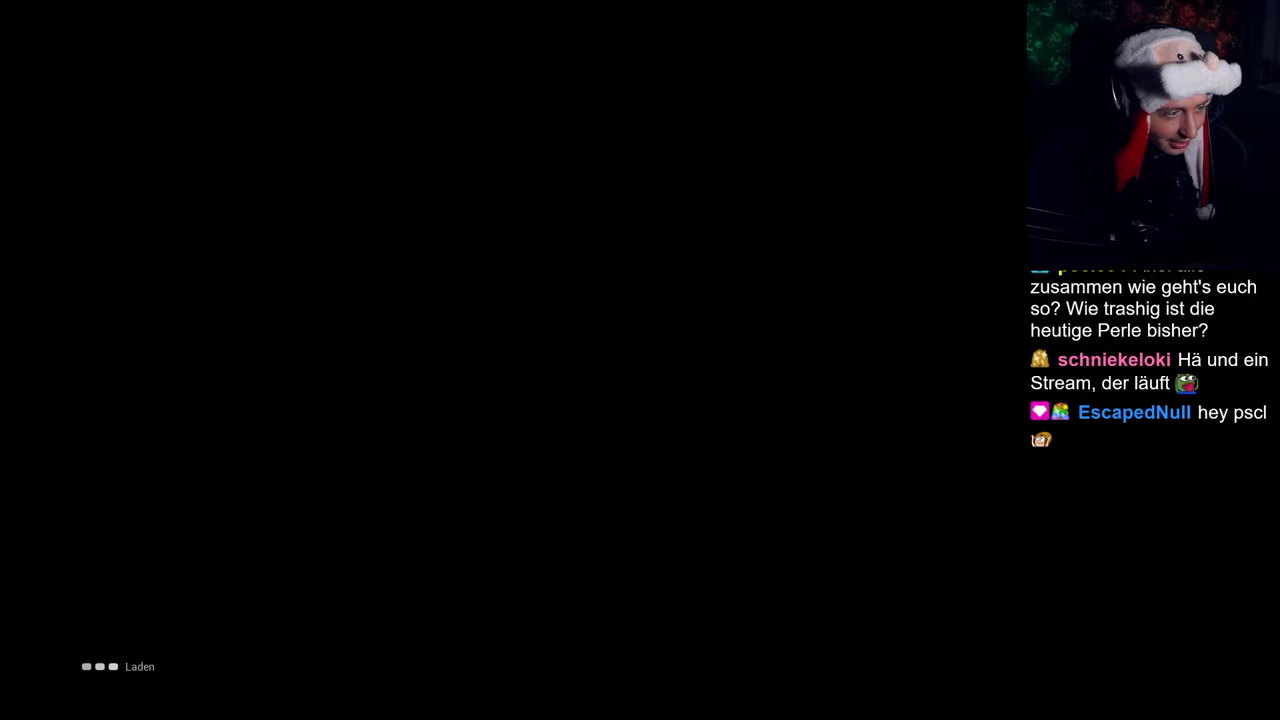 zusammen wie geht's euch
so? Wie trashig ist die
heutige Perle bisher?
schniekeloki Hä und ein
Stream, der läuft
EscapedNull hey pscl
Laden